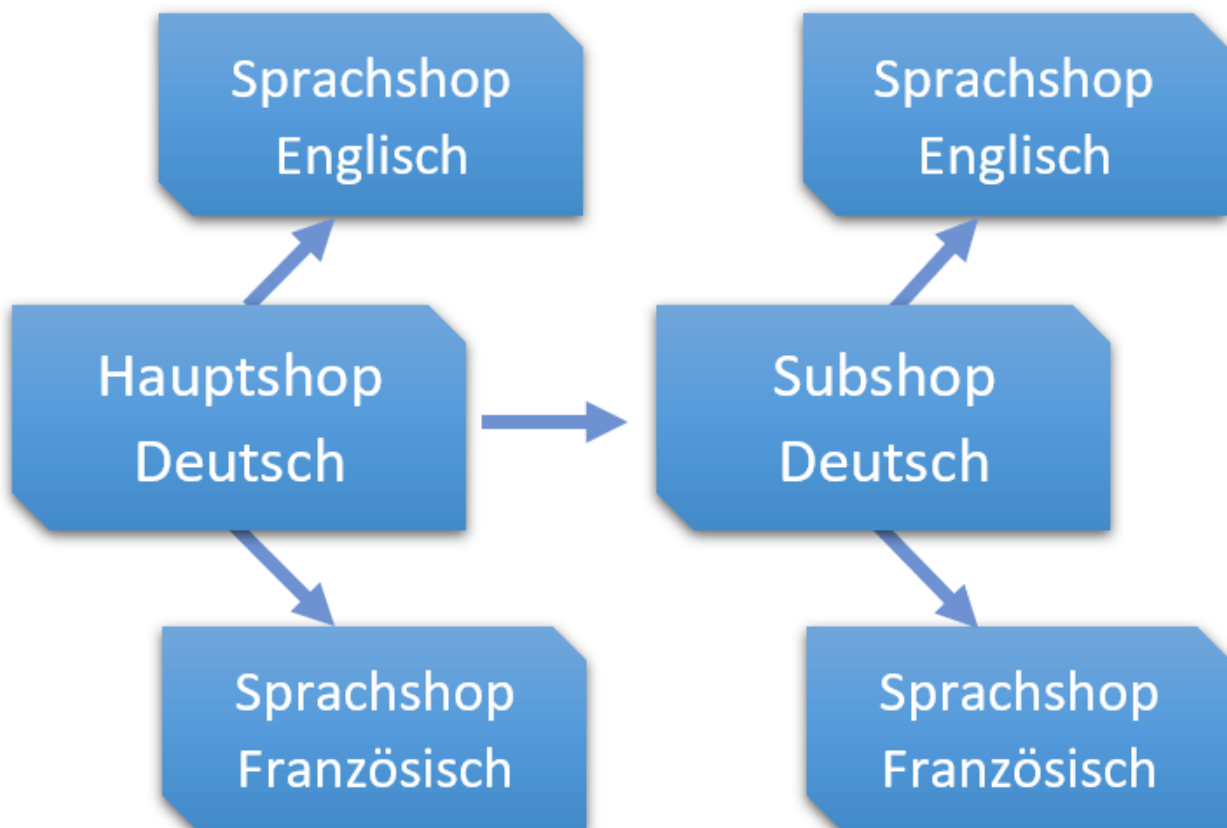 Sprachshop
Englisch
Sprachshop
Englisch
Hauptshop
Deutsch
Subshop
Deutsch
Sprachshop
Französisch
Sprachshop
Französisch